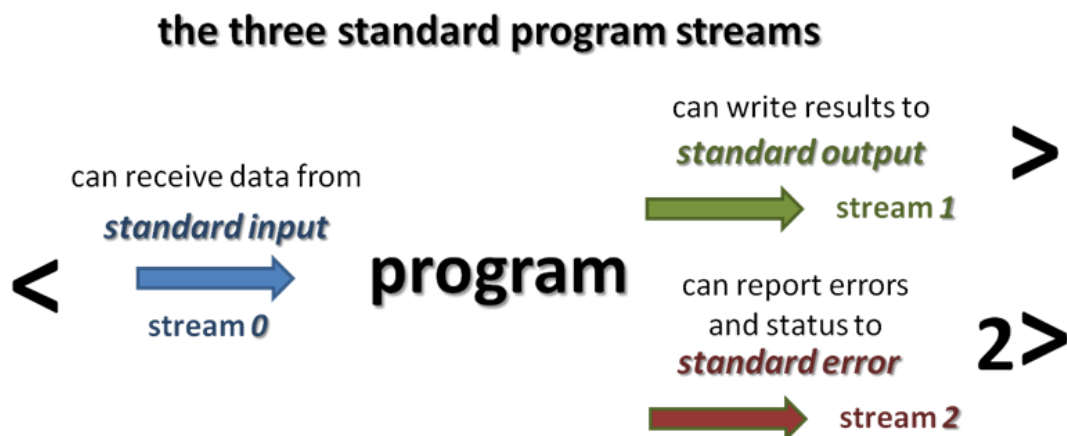 the three standard program streams
<
can receive data from
standard input
stream 0
program
can write results to
standard output
stream 1
>
can report errors
and status to
standard error
stream 2
2>